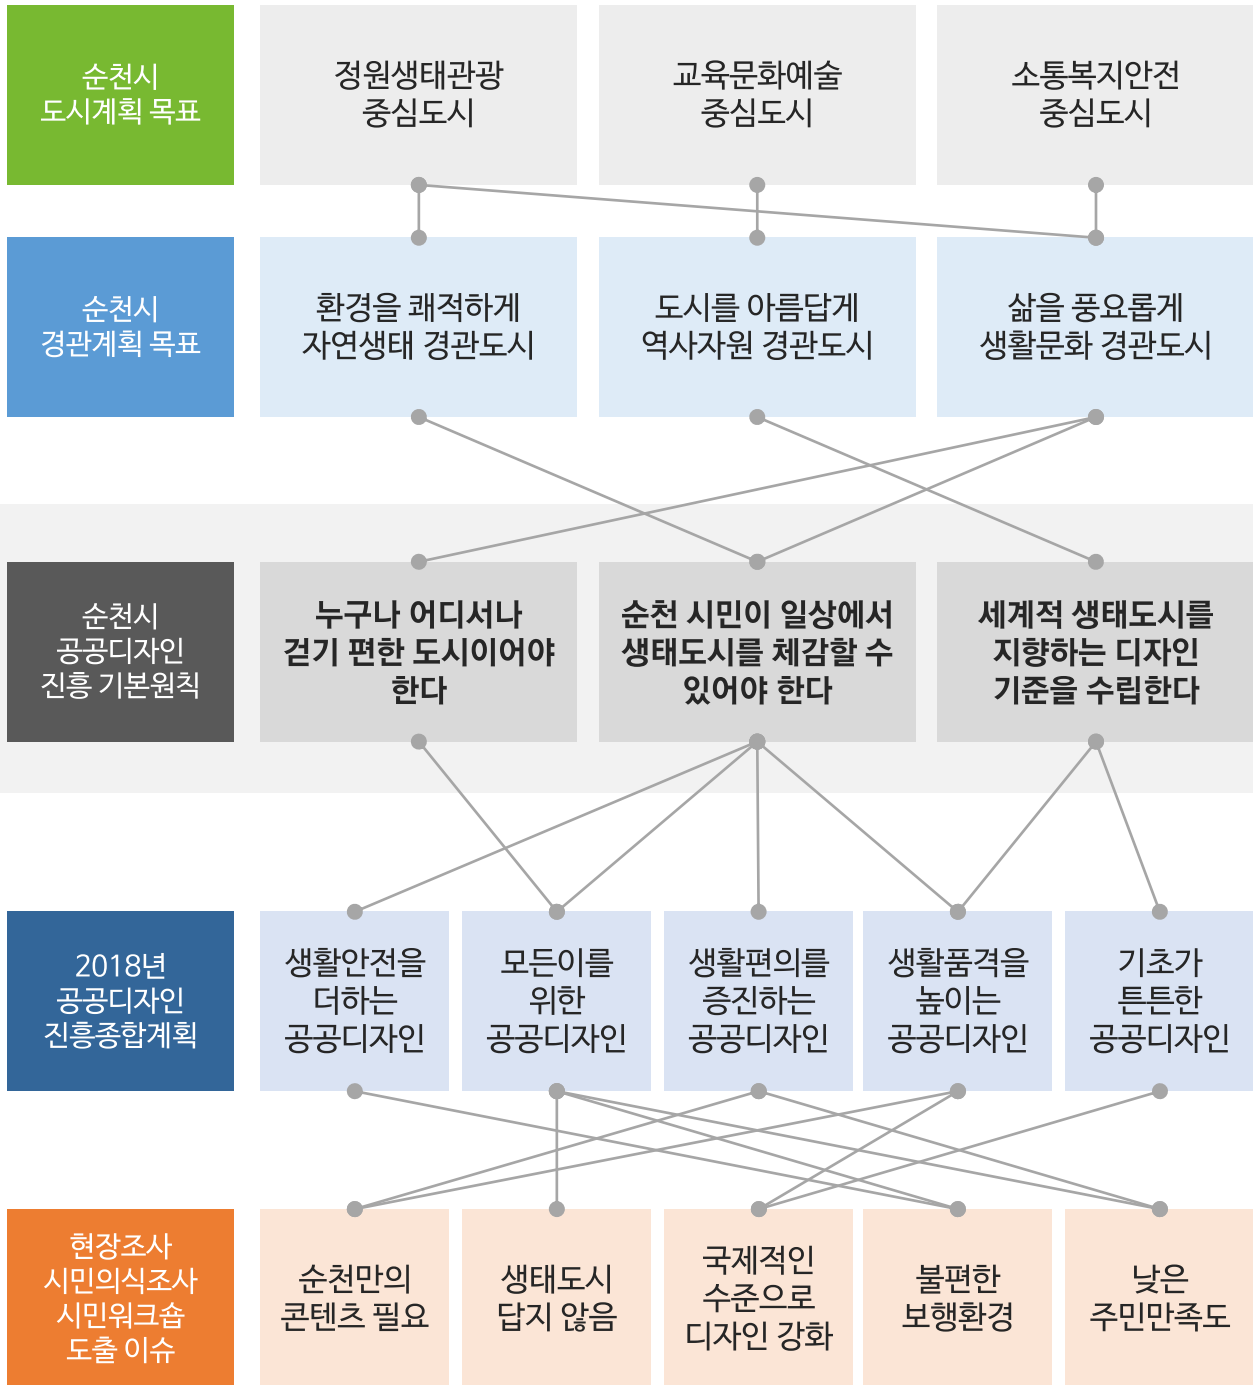 순천시
도시계획 목표
정원생태관광
중심도시
교육문화예술
중심도시
소통복지안전
중심도시
순천시
경관계획 목표
환경을 쾌적하게
자연생태 경관도시
도시를 아름답게
역사자원 경관도시
삶을 풍요롭게
생활문화 경관도시
순천시
공공디자인
진흥 기본원칙
누구나 어디서나
걷기 편한 도시이어야
한다
순천 시민이 일상에서
생태도시를 체감할 수
있어야 한다
세계적 생태도시를
지향하는 디자인
기준을 수립한다
2018년
공공디자인
진흥종합계획
생활안전을
더하는
공공디자인
모든이를
위한
공공디자인
생활편의를
증진하는
공공디자인
생활품격을
높이는
공공디자인
기초가
튼튼한
공공디자인
현장조사
시민의식조사
시민워크숍
도출 이슈
순천만의
콘텐츠 필요
생태도시
답지 않음
국제적인
수준으로
디자인 강화
불편한
보행환경
낮은
주민만족도